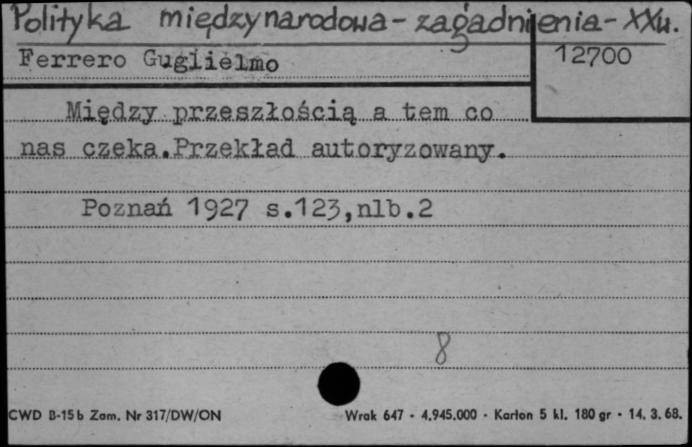 Polityka międzynarodowa - zagadnienia - XXw.
Ferrero Guglielmo
12700
Między przeszłością a tem co
nas czeka.Przekład autoryzowany.
Poznań 1927 s.123,nlb.2
8
CWD B-15b Zam. Nr 317/DW/ON
Wrak 647 - 4.945.000 - Karton 5 kl. 180 gr - 14. 3. 68.